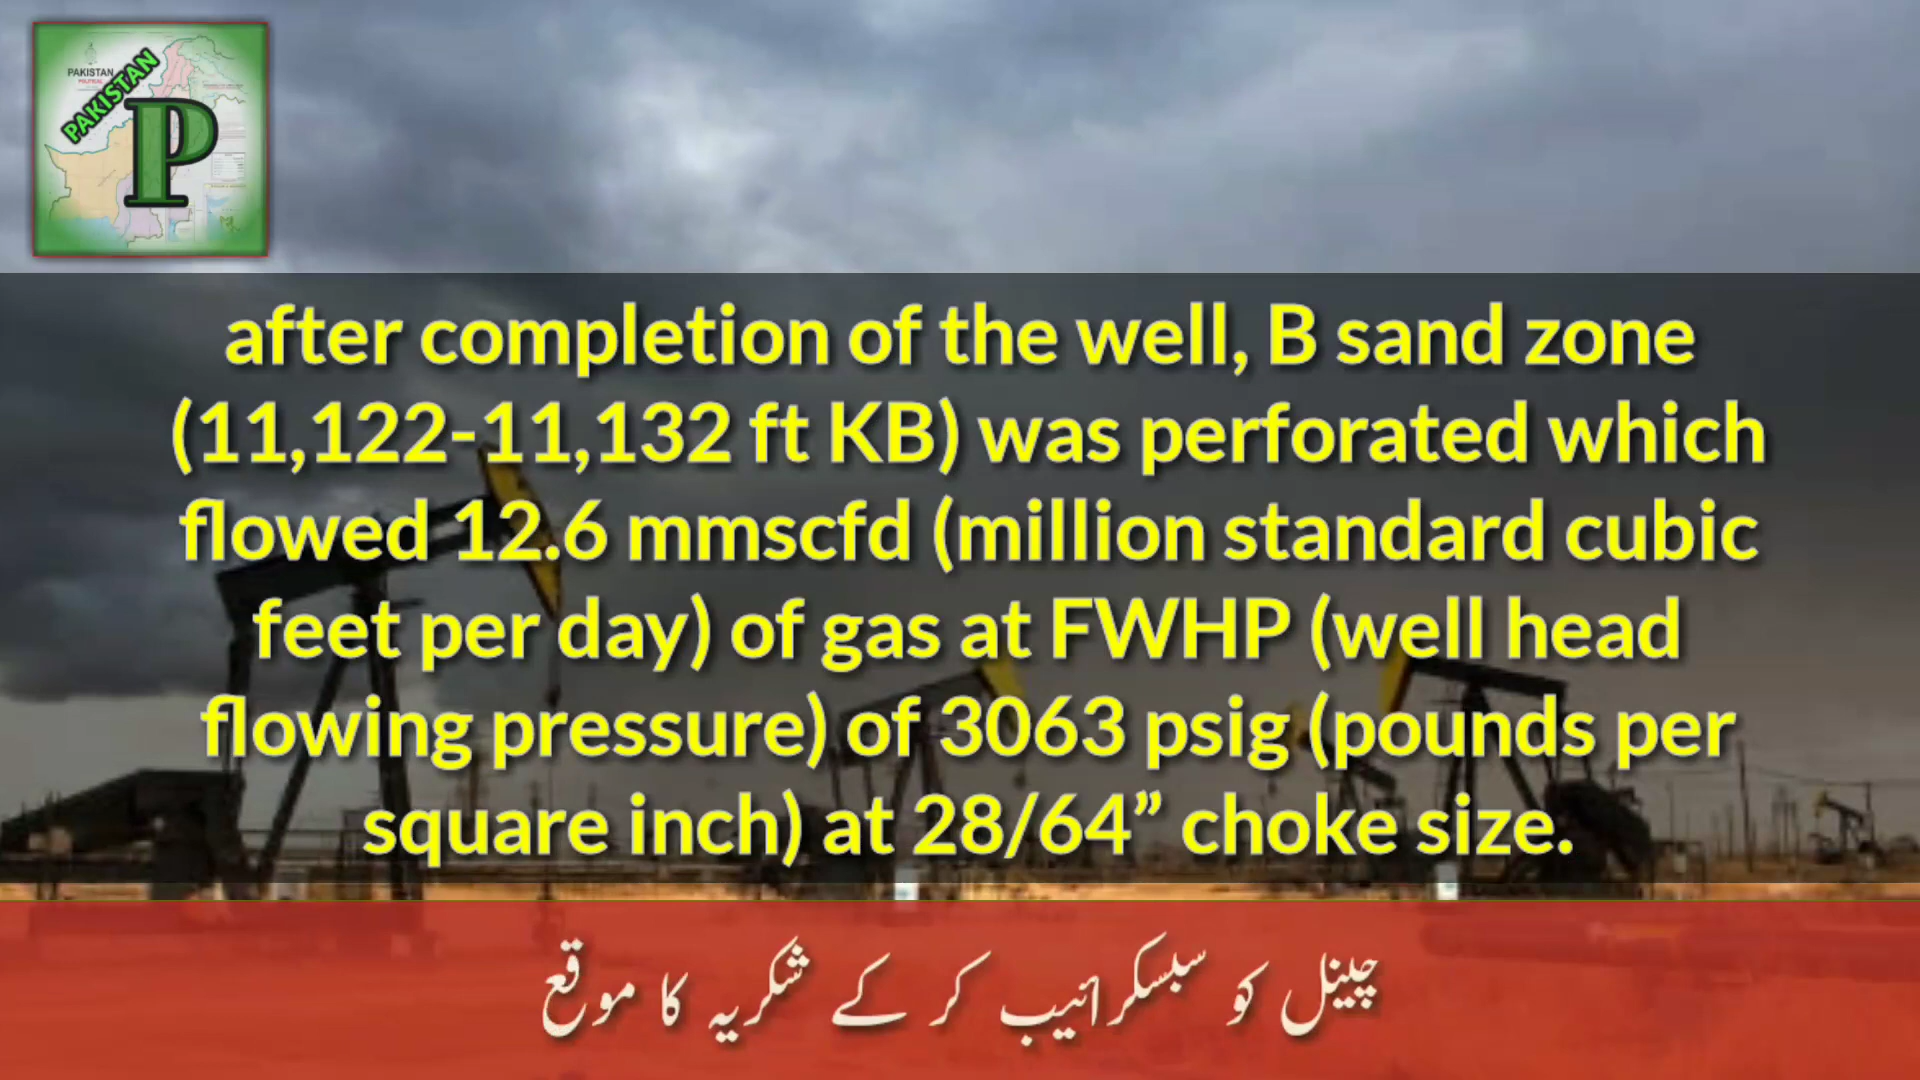 PAKISTAN
POLITICAL
PAKISTAN
P
after completion of the well, B sand zone
(11,122-11,132 ft KB) was perforated which
flowed 12.6 mmscfd (million standard cubic
feet per day) of gas at FWHP (well head
flowing pressure) of 3063 psig (pounds per
square inch) at 28/64” choke size.
چینل کو سبسکرائیب کر کے شکریہ کا موقع